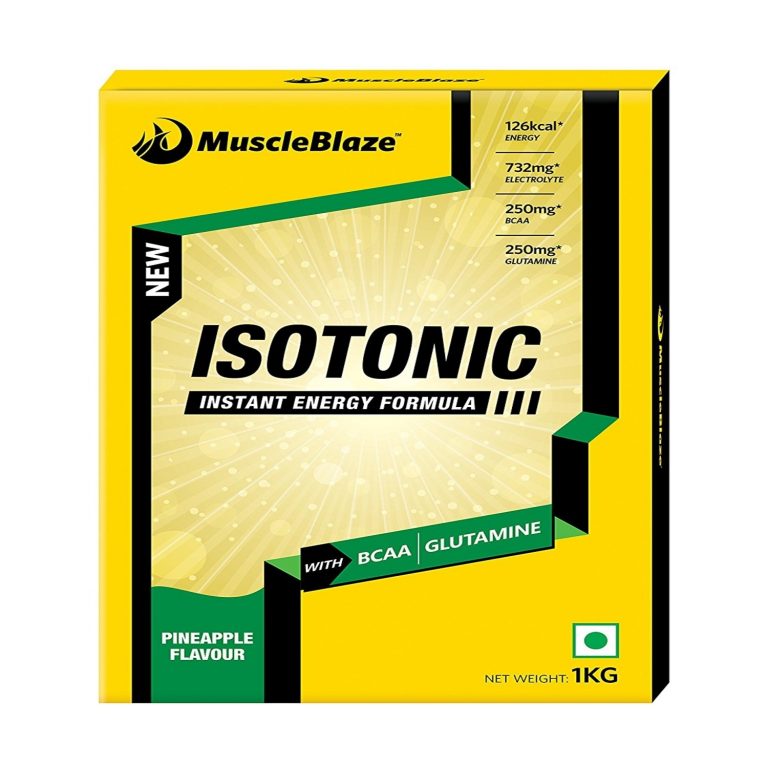 MuscleBlaze
MuscleBlaze™
126kcal*
ENERGY
732mg*
ELECTROLYTE
250mg*
BCAA
250mg*
GLUTAMINE
NEW
ISOTONIC
INSTANT ENERGY FORMULA
MuscleBlaze
WITH BCAA GLUTAMINE
PINEAPPLE
FLAVOUR
NET WEIGHT: 1KG